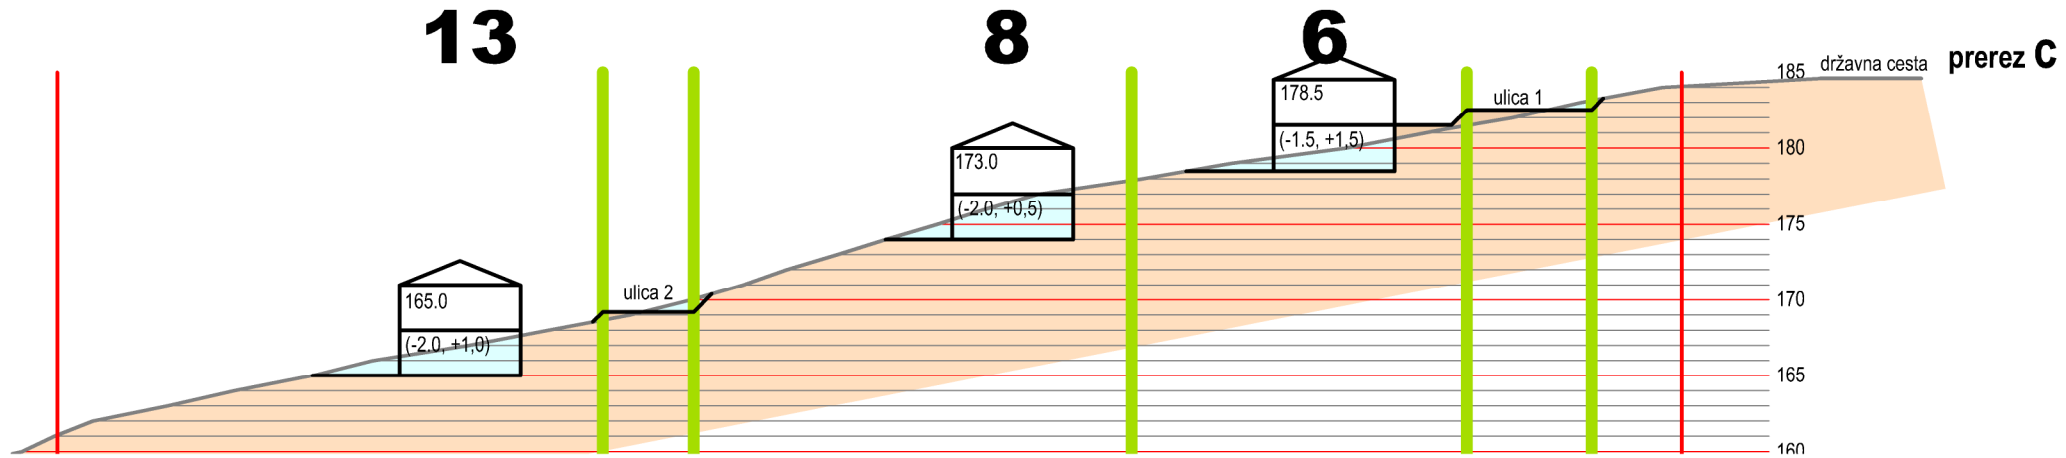 13 8 6
prerez C
državna cesta
185
178.5
ulica 1
(-1.5, +1,5)
180
173.0
(-2.0, +0,5)
175
165.0
ulica 2
170
(-2.0, +1,0)
165
160